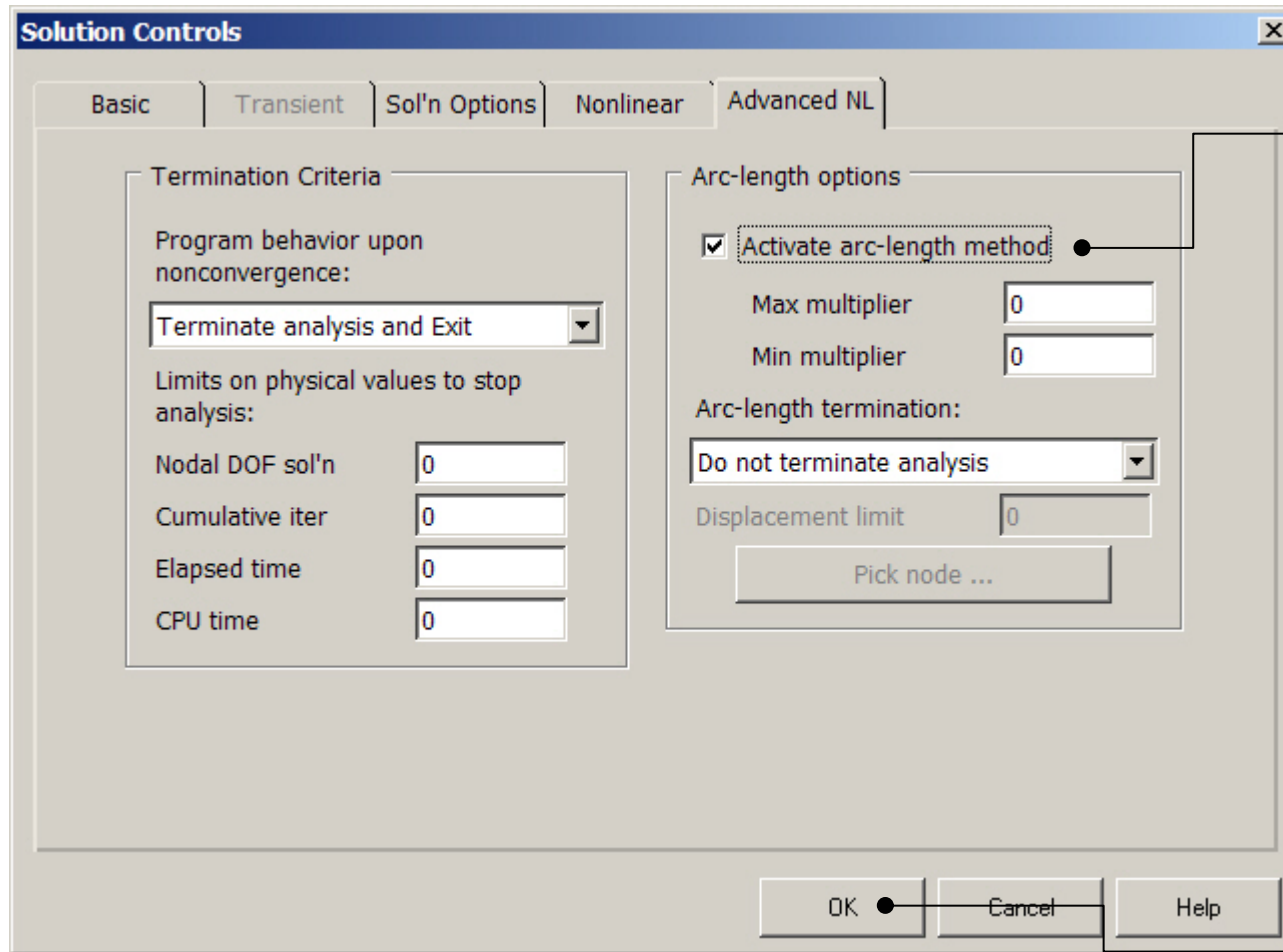 Solution Controls
Basic
Transient
Sol'n Options
Nonlinear
Advanced NL
Termination Criteria
Program behavior upon
nonconvergence:
Terminate analysis and Exit
Limits on physical values to stop
analysis:
Nodal DOF sol'n 0
Cumulative iter 0
Elapsed time 0
CPU time 0
Arc-length options
Activate arc-length method
Max multiplier 0
Min multiplier 0
Arc-length termination:
Do not terminate analysis
Displacement limit 0
Pick node ...
OK
Cancel
Help